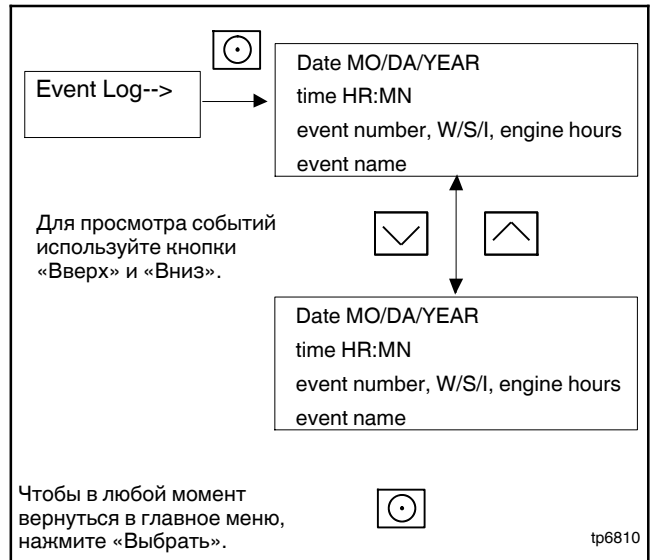 Event Log-->
Date MO/DA/YEAR
time HR:MN
event number, W/S/I, engine hours
event name
Для просмотра событий
используйте кнопки
«Вверх» и «Вниз».
Date MO/DA/YEAR
time HR:MN
event number, W/S/I, engine hours
event name
Чтобы в любой момент
вернуться в главное меню,
нажмите «Выбрать».
tp6810